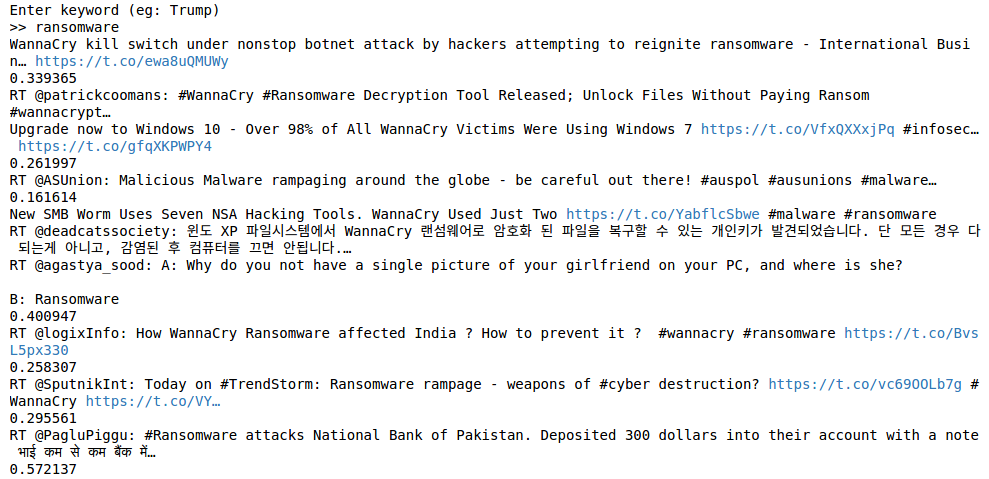 Enter keyword (eg: Trump)
>> ransomware
WannaCry kill switch under nonstop botnet attack by hackers attempting to reignite ransomware - International Busi
n… https://t.co/ewa8uQMUWy
0.339365
RT @patrickcoomans: #WannaCry #Ransomware Decryption Tool Released; Unlock Files Without Paying Ransom
#wannacrypt…
Upgrade now to Windows 10 - Over 98% of All WannaCry Victims Were Using Windows 7 https://t.co/VfxQXXxjPq #infosec…
https://t.co/gfqXKPWPY4
0.261997
RT @ASUnion: Malicious Malware rampaging around the globe - be careful out there! #auspol #ausunions #malware…
0.161614
New SMB Worm Uses Seven NSA Hacking Tools. WannaCry Used Just Two https://t.co/YabflcSbwe #malware #ransomware
RT @deadcatssociety: 윈도 XP 파일시스템에서 WannaCry 랜섬웨어로 암호화 된 파일을 복구할 수 있는 개인키가 발견되었습니다. 단 모든 경우 다
되는게 아니고, 감염된 후 컴퓨터를 끄면 안됩니다.…
RT @agastya_sood: A: Why do you not have a single picture of your girlfriend on your PC, and where is she?
B: Ransomware
0.400947
RT @logixInfo: How WannaCry Ransomware affected India ? How to prevent it ?  #wannacry #ransomware https://t.co/Bvs
L5px330
0.258307
RT @SputnikInt: Today on #TrendStorm: Ransomware rampage - weapons of #cyber destruction? https://t.co/vc69OOLb7g #
WannaCry https://t.co/VY…
0.295561
RT @PagluPiggu: #Ransomware attacks National Bank of Pakistan. Deposited 300 dollars into their account with a note
भाई कम से कम बैंक में…
0.572137